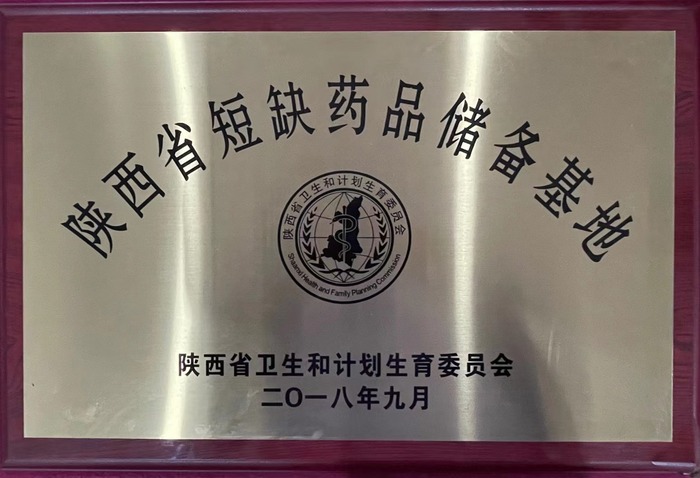 陕西省短缺药品储备基地
陕西省卫生和计划生育委员会
Shaanxi Health and Family Planning Commission
陕西省卫生和计划生育委员会
二〇一八年九月